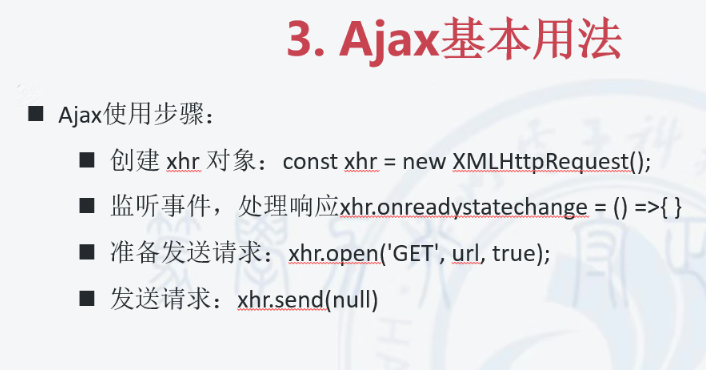 3. Ajax基本用法
■ Ajax使用步骤：
■ 创建 xhr 对象：const xhr = new XMLHttpRequest();
■ 监听事件，处理响应xhr.onreadystatechange = () =>{ }
■ 准备发送请求：xhr.open('GET', url, true);
■ 发送请求：xhr.send(null)